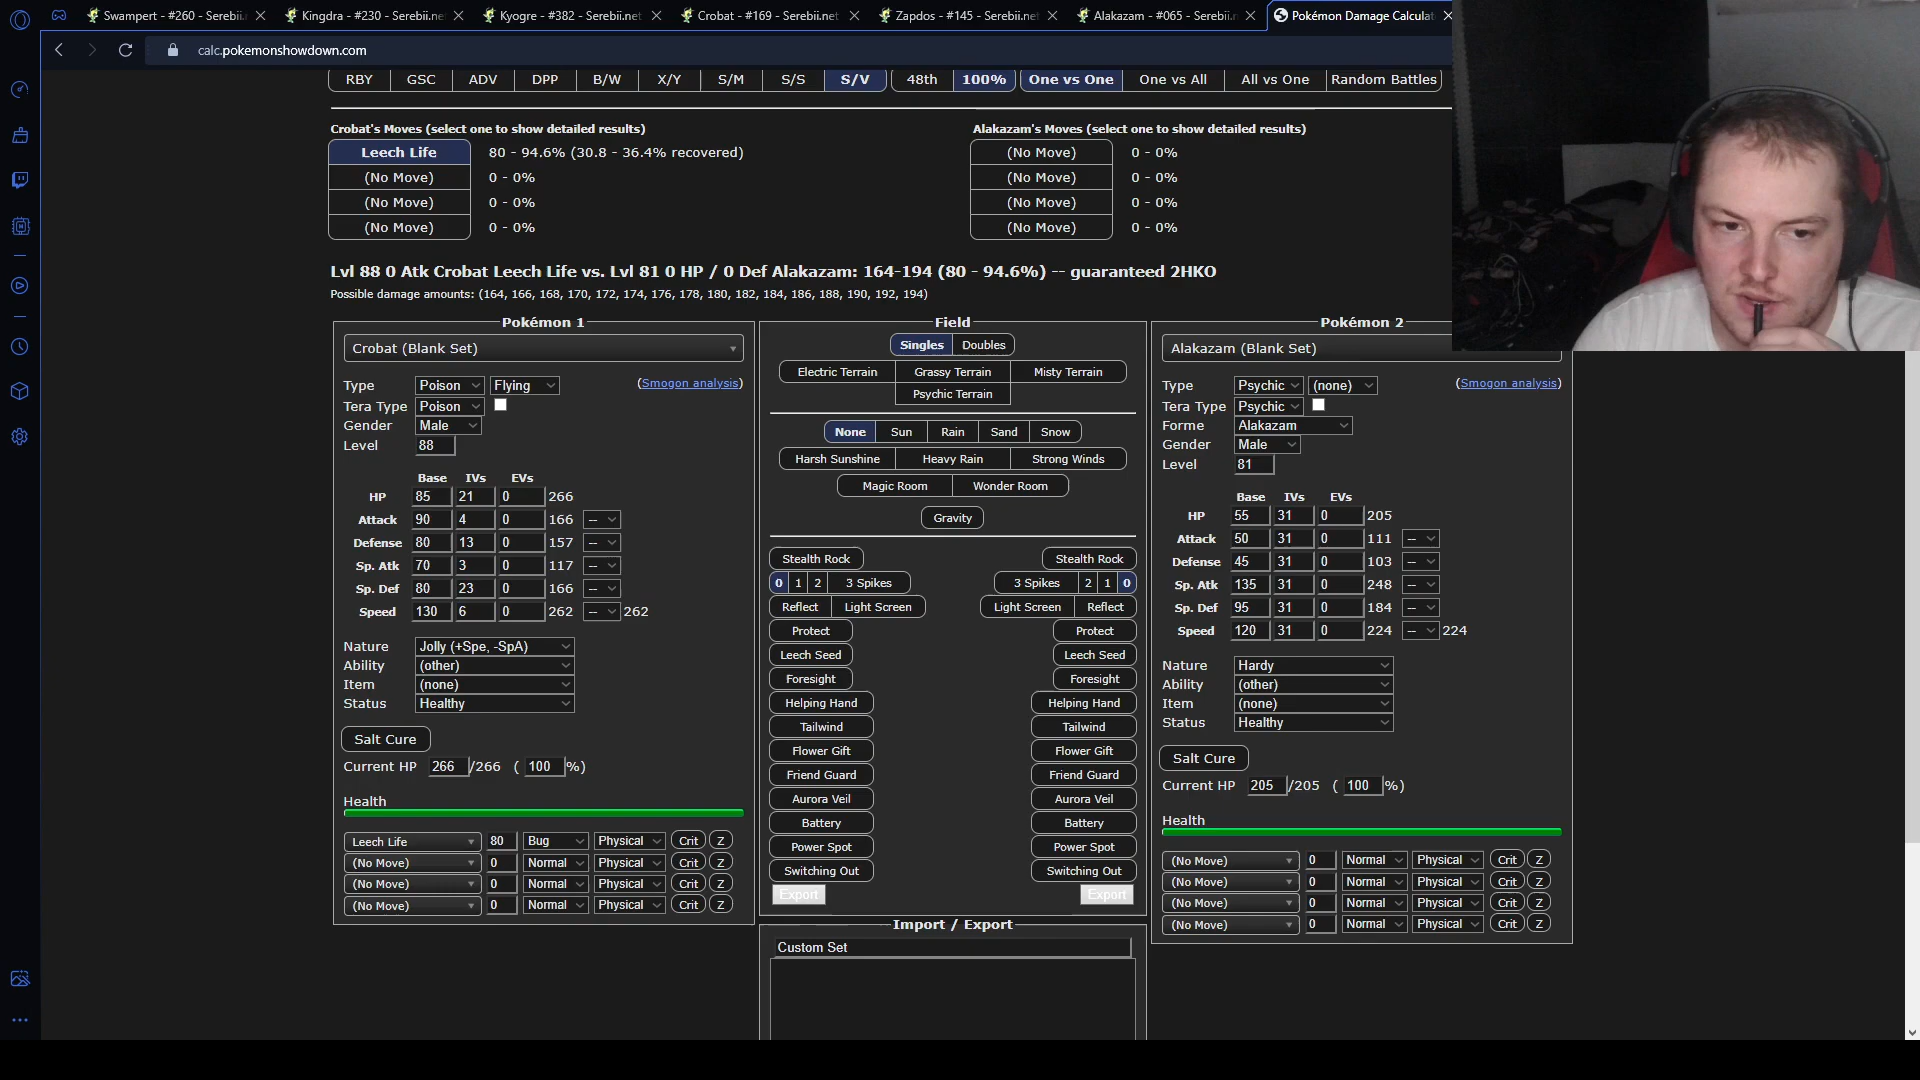 Swampert - #260 - Serebii.ne
Kingdra - #230 - Serebii.net
Kyogre - #382 - Serebii.net
Crobat - #169 - Serebii.net
Zapdos - #145 - Serebii.net
Alakazam - #065 - Serebii.n
Pokémon Damage Calculat
calc.pokemonshowdown.com
RBY GSC ADV DPP B/W X/Y S/M S/S S/V 48th 100% One vs One One vs All All vs One Random Battles
Crobat's Moves (select one to show detailed results)
Leech Life 80 - 94.6% (30.8 - 36.4% recovered)
(No Move) 0 - 0%
(No Move) 0 - 0%
(No Move) 0 - 0%
Alakazam's Moves (select one to show detailed results)
(No Move) 0 - 0%
(No Move) 0 - 0%
(No Move) 0 - 0%
(No Move) 0 - 0%
Lvl 88 0 Atk Crobat Leech Life vs. Lvl 81 0 HP / 0 Def Alakazam: 164-194 (80 - 94.6%) -- guaranteed 2HKO
Possible damage amounts: (164, 166, 168, 170, 172, 174, 176, 178, 180, 182, 184, 186, 188, 190, 192, 194)
Pokémon 1
Crobat (Blank Set)
Type Poison Flying (Smogon analysis)
Tera Type Poison
Gender Male
Level 88
Base IVs EVs
HP 85 21 0 266
Attack 90 4 0 166 --
Defense 80 13 0 157 --
Sp. Atk 70 3 0 117 --
Sp. Def 80 23 0 166 --
Speed 130 6 0 262 -- 262
Nature Jolly (+Spe, -SpA)
Ability (other)
Item (none)
Status Healthy
Salt Cure
Current HP 266 /266 ( 100 %)
Health
Leech Life 80 Bug Physical Crit Z
(No Move) 0 Normal Physical Crit Z
(No Move) 0 Normal Physical Crit Z
(No Move) 0 Normal Physical Crit Z
Field
Singles Doubles
Electric Terrain Grassy Terrain Misty Terrain
Psychic Terrain
None Sun Rain Sand Snow
Harsh Sunshine Heavy Rain Strong Winds
Magic Room Wonder Room
Gravity
Stealth Rock Stealth Rock
0 1 2 3 Spikes 3 Spikes 2 1 0
Reflect Light Screen Light Screen Reflect
Protect Protect
Leech Seed Leech Seed
Foresight Foresight
Helping Hand Helping Hand
Tailwind Tailwind
Flower Gift Flower Gift
Friend Guard Friend Guard
Aurora Veil Aurora Veil
Battery Battery
Power Spot Power Spot
Switching Out Switching Out
Export Export
Import / Export
Custom Set
Pokémon 2
Alakazam (Blank Set)
Type Psychic (none) (Smogon analysis)
Tera Type Psychic
Forme Alakazam
Gender Male
Level 81
Base IVs EVs
HP 55 31 0 205
Attack 50 31 0 111 --
Defense 45 31 0 103 --
Sp. Atk 135 31 0 248 --
Sp. Def 95 31 0 184 --
Speed 120 31 0 224 -- 224
Nature Hardy
Ability (other)
Item (none)
Status Healthy
Salt Cure
Current HP 205 /205 ( 100 %)
Health
(No Move) 0 Normal Physical Crit Z
(No Move) 0 Normal Physical Crit Z
(No Move) 0 Normal Physical Crit Z
(No Move) 0 Normal Physical Crit Z